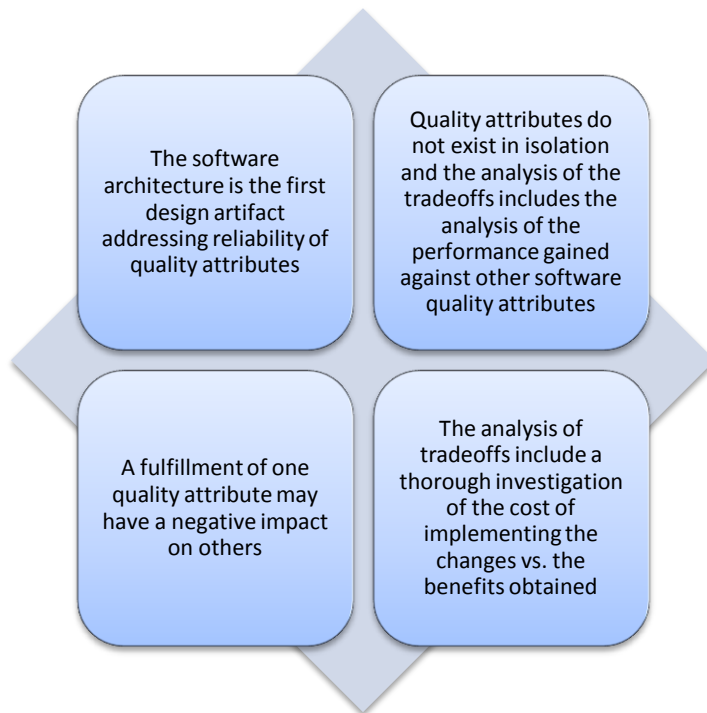 The software
architecture is the first
design artifact
addressing reliability of
quality attributes
Quality attributes do
not exist in isolation
and the analysis of the
tradeoffs includes the
analysis of the
performance gained
against other software
quality attributes
A fulfillment of one
quality attribute may
have a negative impact
on others
The analysis of
tradeoffs include a
thorough investigation
of the cost of
implementing the
changes vs. the
benefits obtained